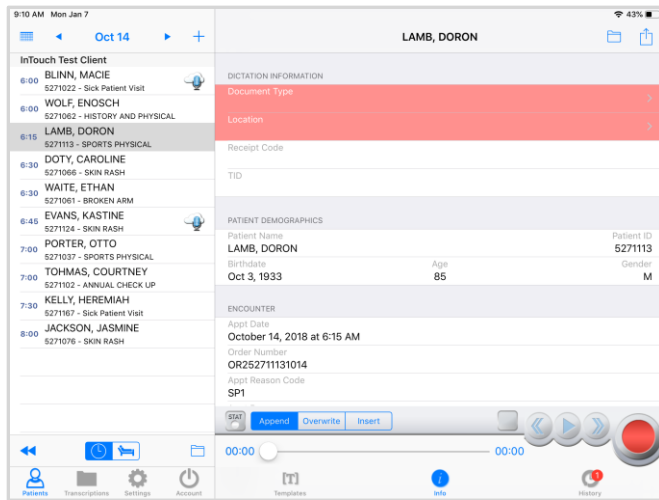 9:10 AM Mon Jan 7
43%
Oct 14
LAMB, DORON
InTouch Test Client
6:00 BLINN, MACIE
5271022 - Sick Patient Visit
6:00 WOLF, ENOSCH
5271062 - HISTORY AND PHYSICAL
6:15 LAMB, DORON
5271113 - SPORTS PHYSICAL
6:30 DOTY, CAROLINE
5271066 - SKIN RASH
6:30 WAITE, ETHAN
5271061 - BROKEN ARM
6:45 EVANS, KASTINE
5271124 - SKIN RASH
7:00 PORTER, OTTO
5271037 - SPORTS PHYSICAL
7:00 TOHMAS, COURTNEY
5271102 - ANNUAL CHECK UP
7:30 KELLY, HEREMIAH
5271167 - Sick Patient Visit
8:00 JACKSON, JASMINE
5271076 - SKIN RASH
Patients Transcriptions Settings Account
DICTATION INFORMATION
Document Type
Location
Receipt Code
TID
PATIENT DEMOGRAPHICS
Patient Name Patient ID
LAMB, DORON 5271113
Birthdate Age Gender
Oct 3, 1933 85 M
ENCOUNTER
Appt Date
October 14, 2018 at 6:15 AM
Order Number
OR252711131014
Appt Reason Code
SP1
STAT Append Overwrite Insert
00:00 00:00
[T] 1
Templates Info History